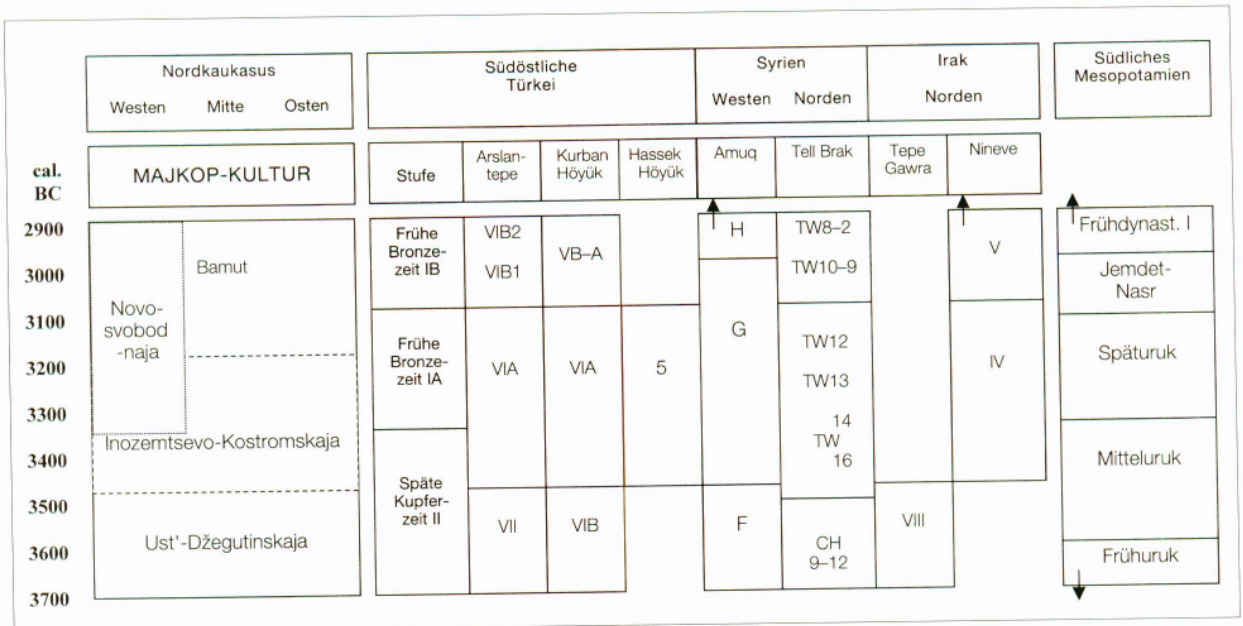 Nordkaukasus
Westen Mitte Osten
Südöstliche
Türkei
Syrien
Westen Norden
Irak
Norden
Südliches
Mesopotamien
cal.
BC
MAJKOP-KULTUR
Stufe
Arslan-
tepe
Kurban
Höyük
Hassek
Höyük
Amuq
Tell Brak
Tepe
Gawra
Nineve
2900
3000
3100
3200
3300
3400
3500
3600
3700
Novo-
svobod
-naja
Bamut
Inozemtsevo-Kostromskaja
Ust'-Džegutinskaja
Frühe
Bronze-
zeit IB
Frühe
Bronze-
zeit IA
Späte
Kupfer-
zeit II
VIB2
VIB1
VIA
VII
VB–A
VIA
VIB
5
H
G
F
TW8–2
TW10–9
TW12
TW13
14
TW
16
CH
9–12
VIII
V
IV
Frühdynast. I
Jemdet-
Nasr
Späturuk
Mitteluruk
Frühuruk